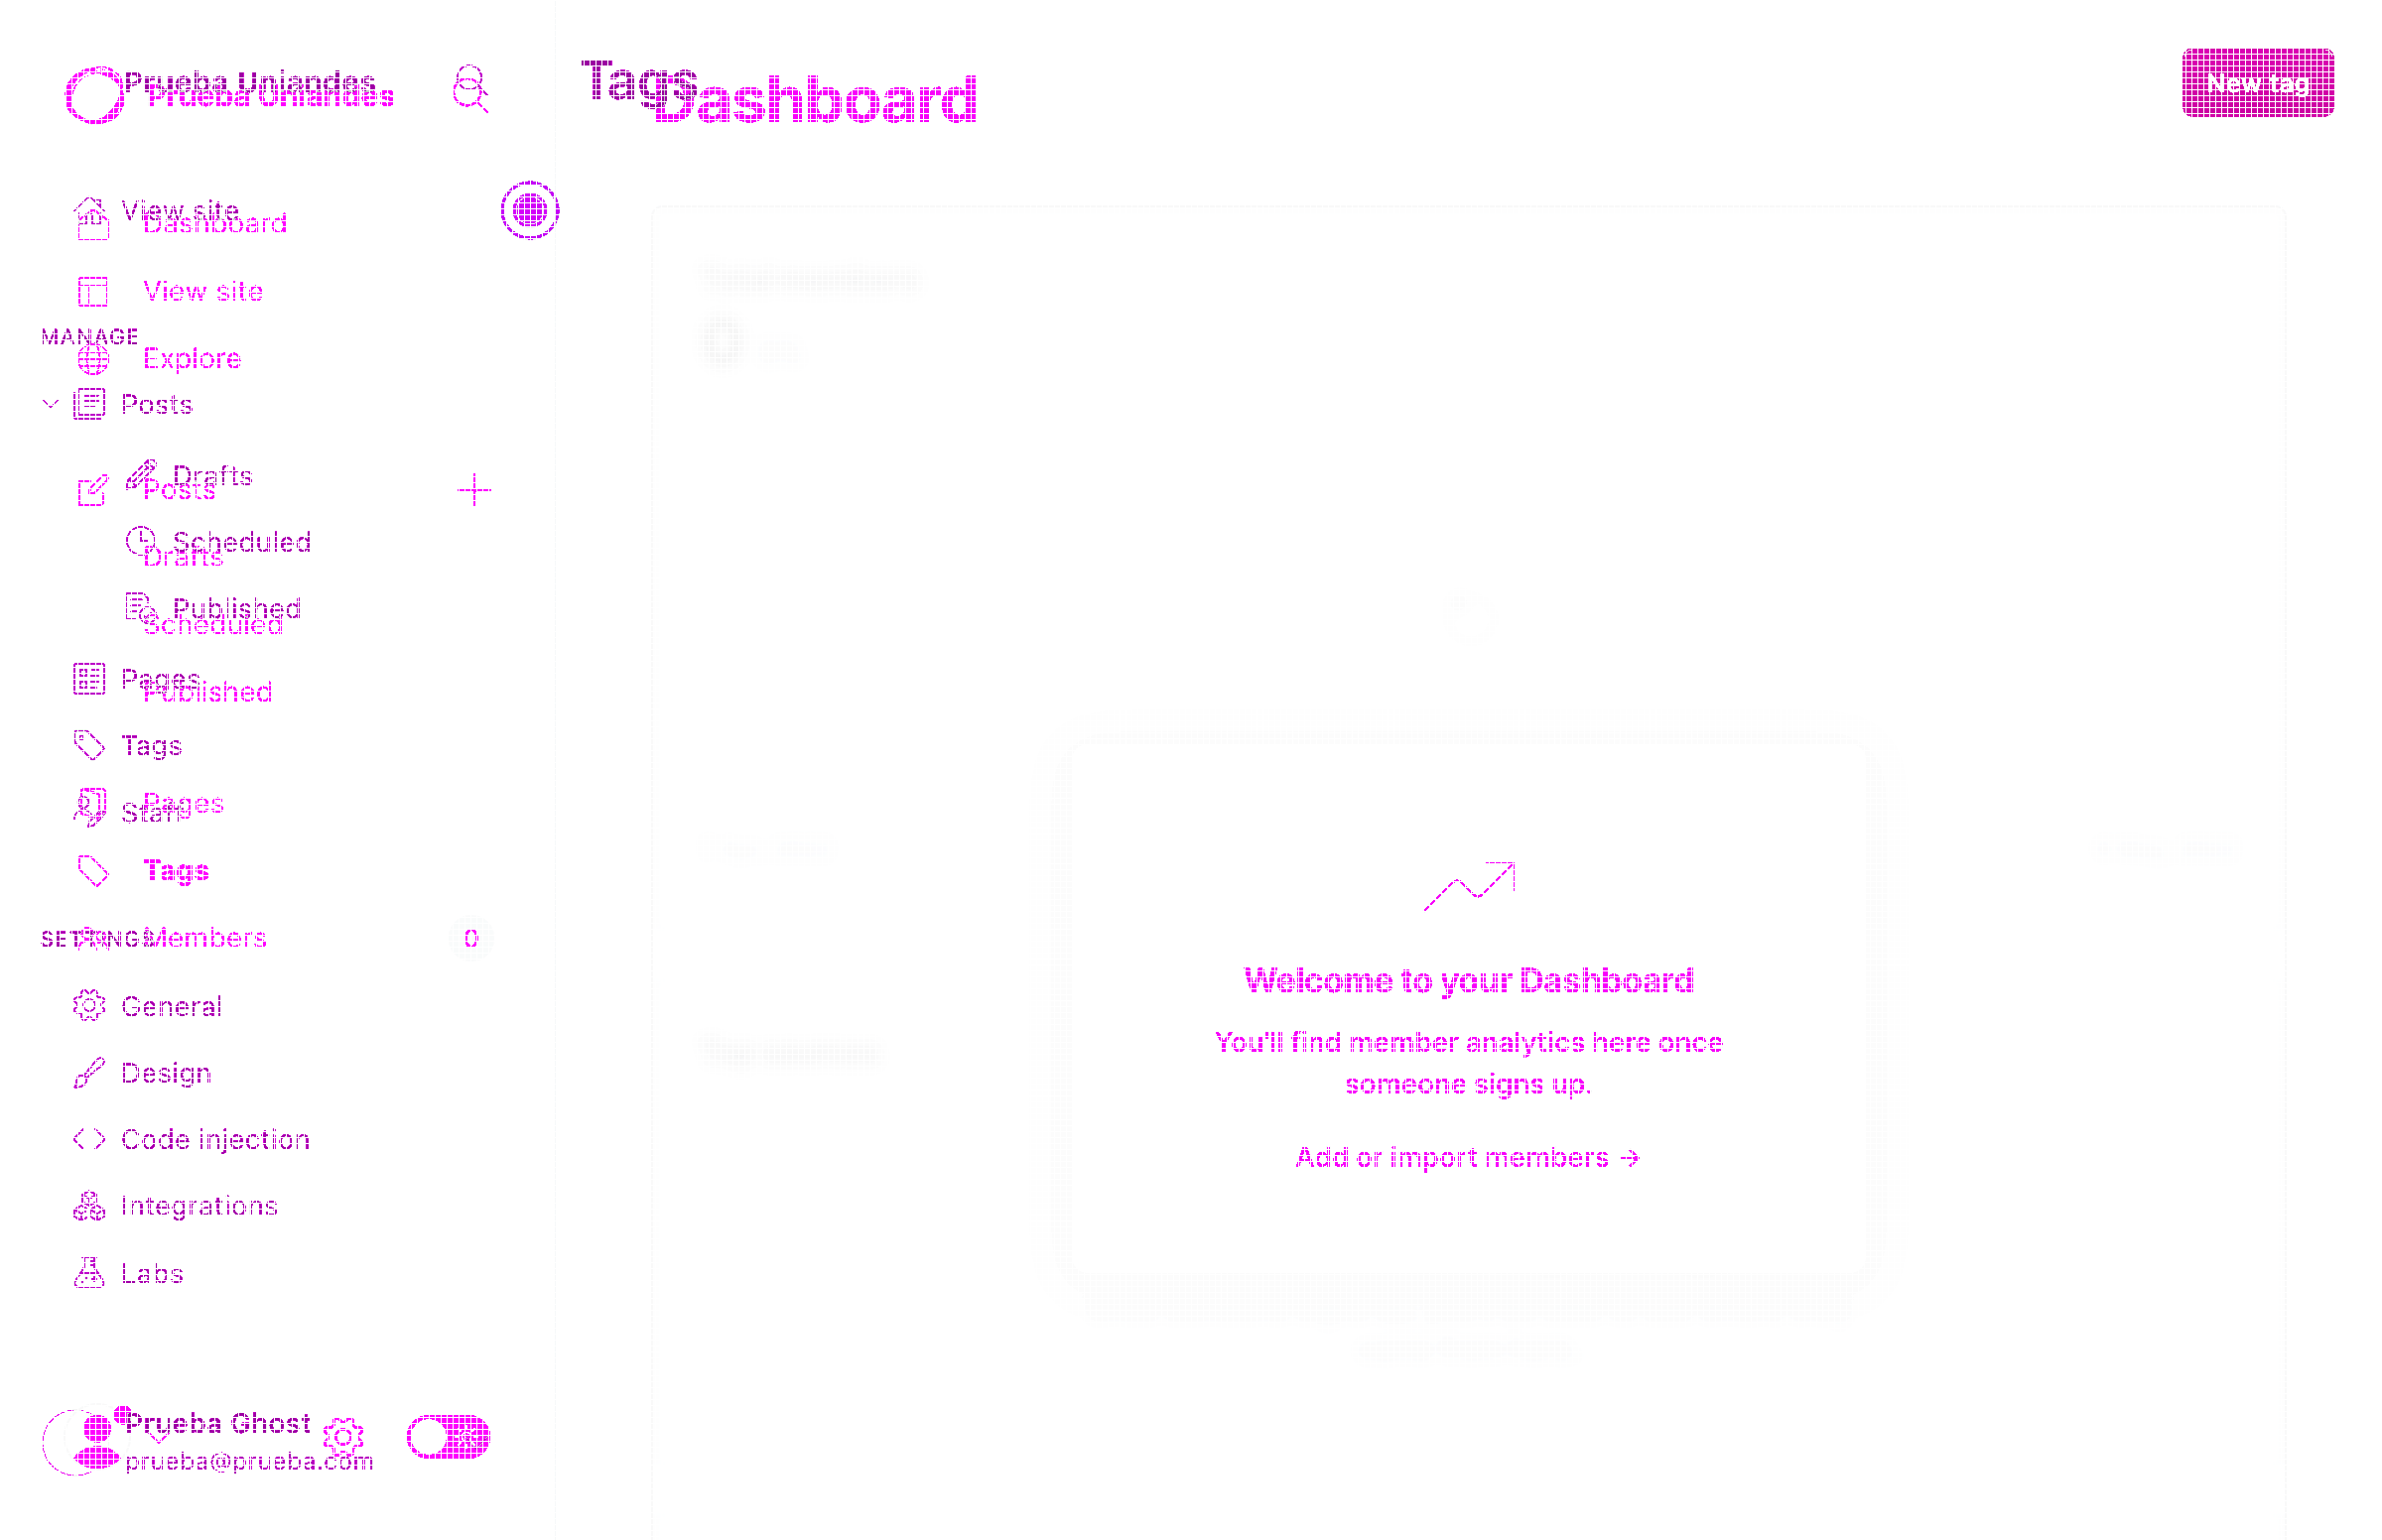 Prueba Uniandes
Prueba Uniandes
Tags
Dashboard
New tag
View site
Dashboard
View site
MANAGE
Explore
Posts
Drafts
Posts
Scheduled
Drafts
Published
Scheduled
Pages
Published
Tags
Pages
Staff
Tags
SETTINGS
Members
0
General
Design
Code injection
Integrations
Labs
Welcome to your Dashboard
You'll find member analytics here once
someone signs up.
Add or import members →
Prueba Ghost
prueba@prueba.com